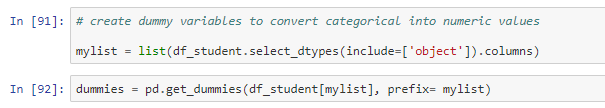 In [91]: # create dummy variables to convert categorical into numeric values
mylist = list(df_student.select_dtypes(include=['object']).columns)
In [92]: dummies = pd.get_dummies(df_student[mylist], prefix= mylist)